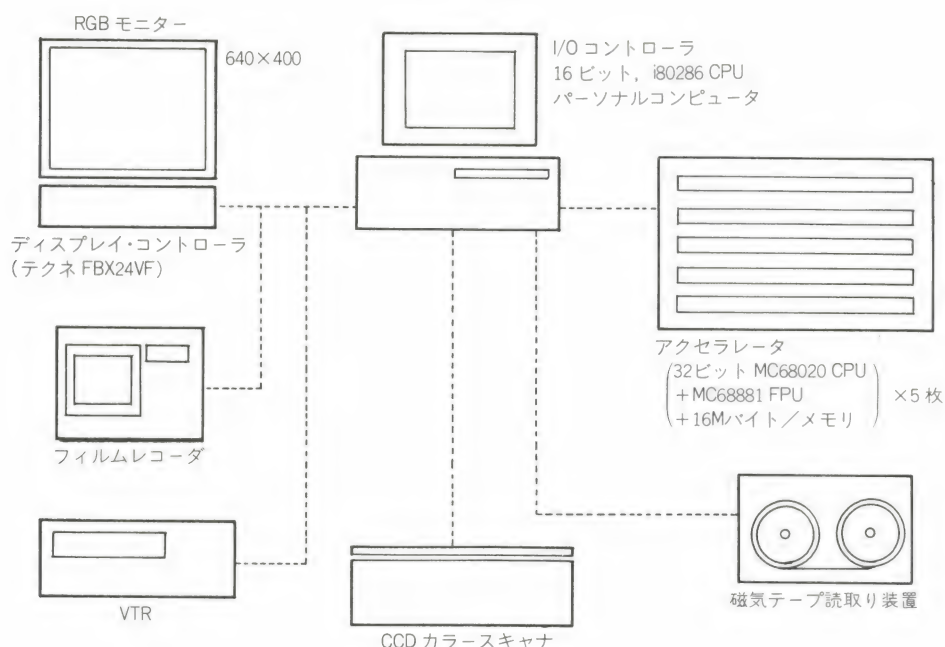 RGB モニター
640×400
ディスプレイ・コントローラ
(テクネ FBX24VF)
フィルムレコーダ
VTR
I/O コントローラ
16 ビット, i80286 CPU
パーソナルコンピュータ
CCD カラースキャナ
アクセラレータ
(32ビット MC68020 CPU
+MC68881 FPU
+16Mバイト/メモリ) ×5 枚
磁気テープ読取り装置